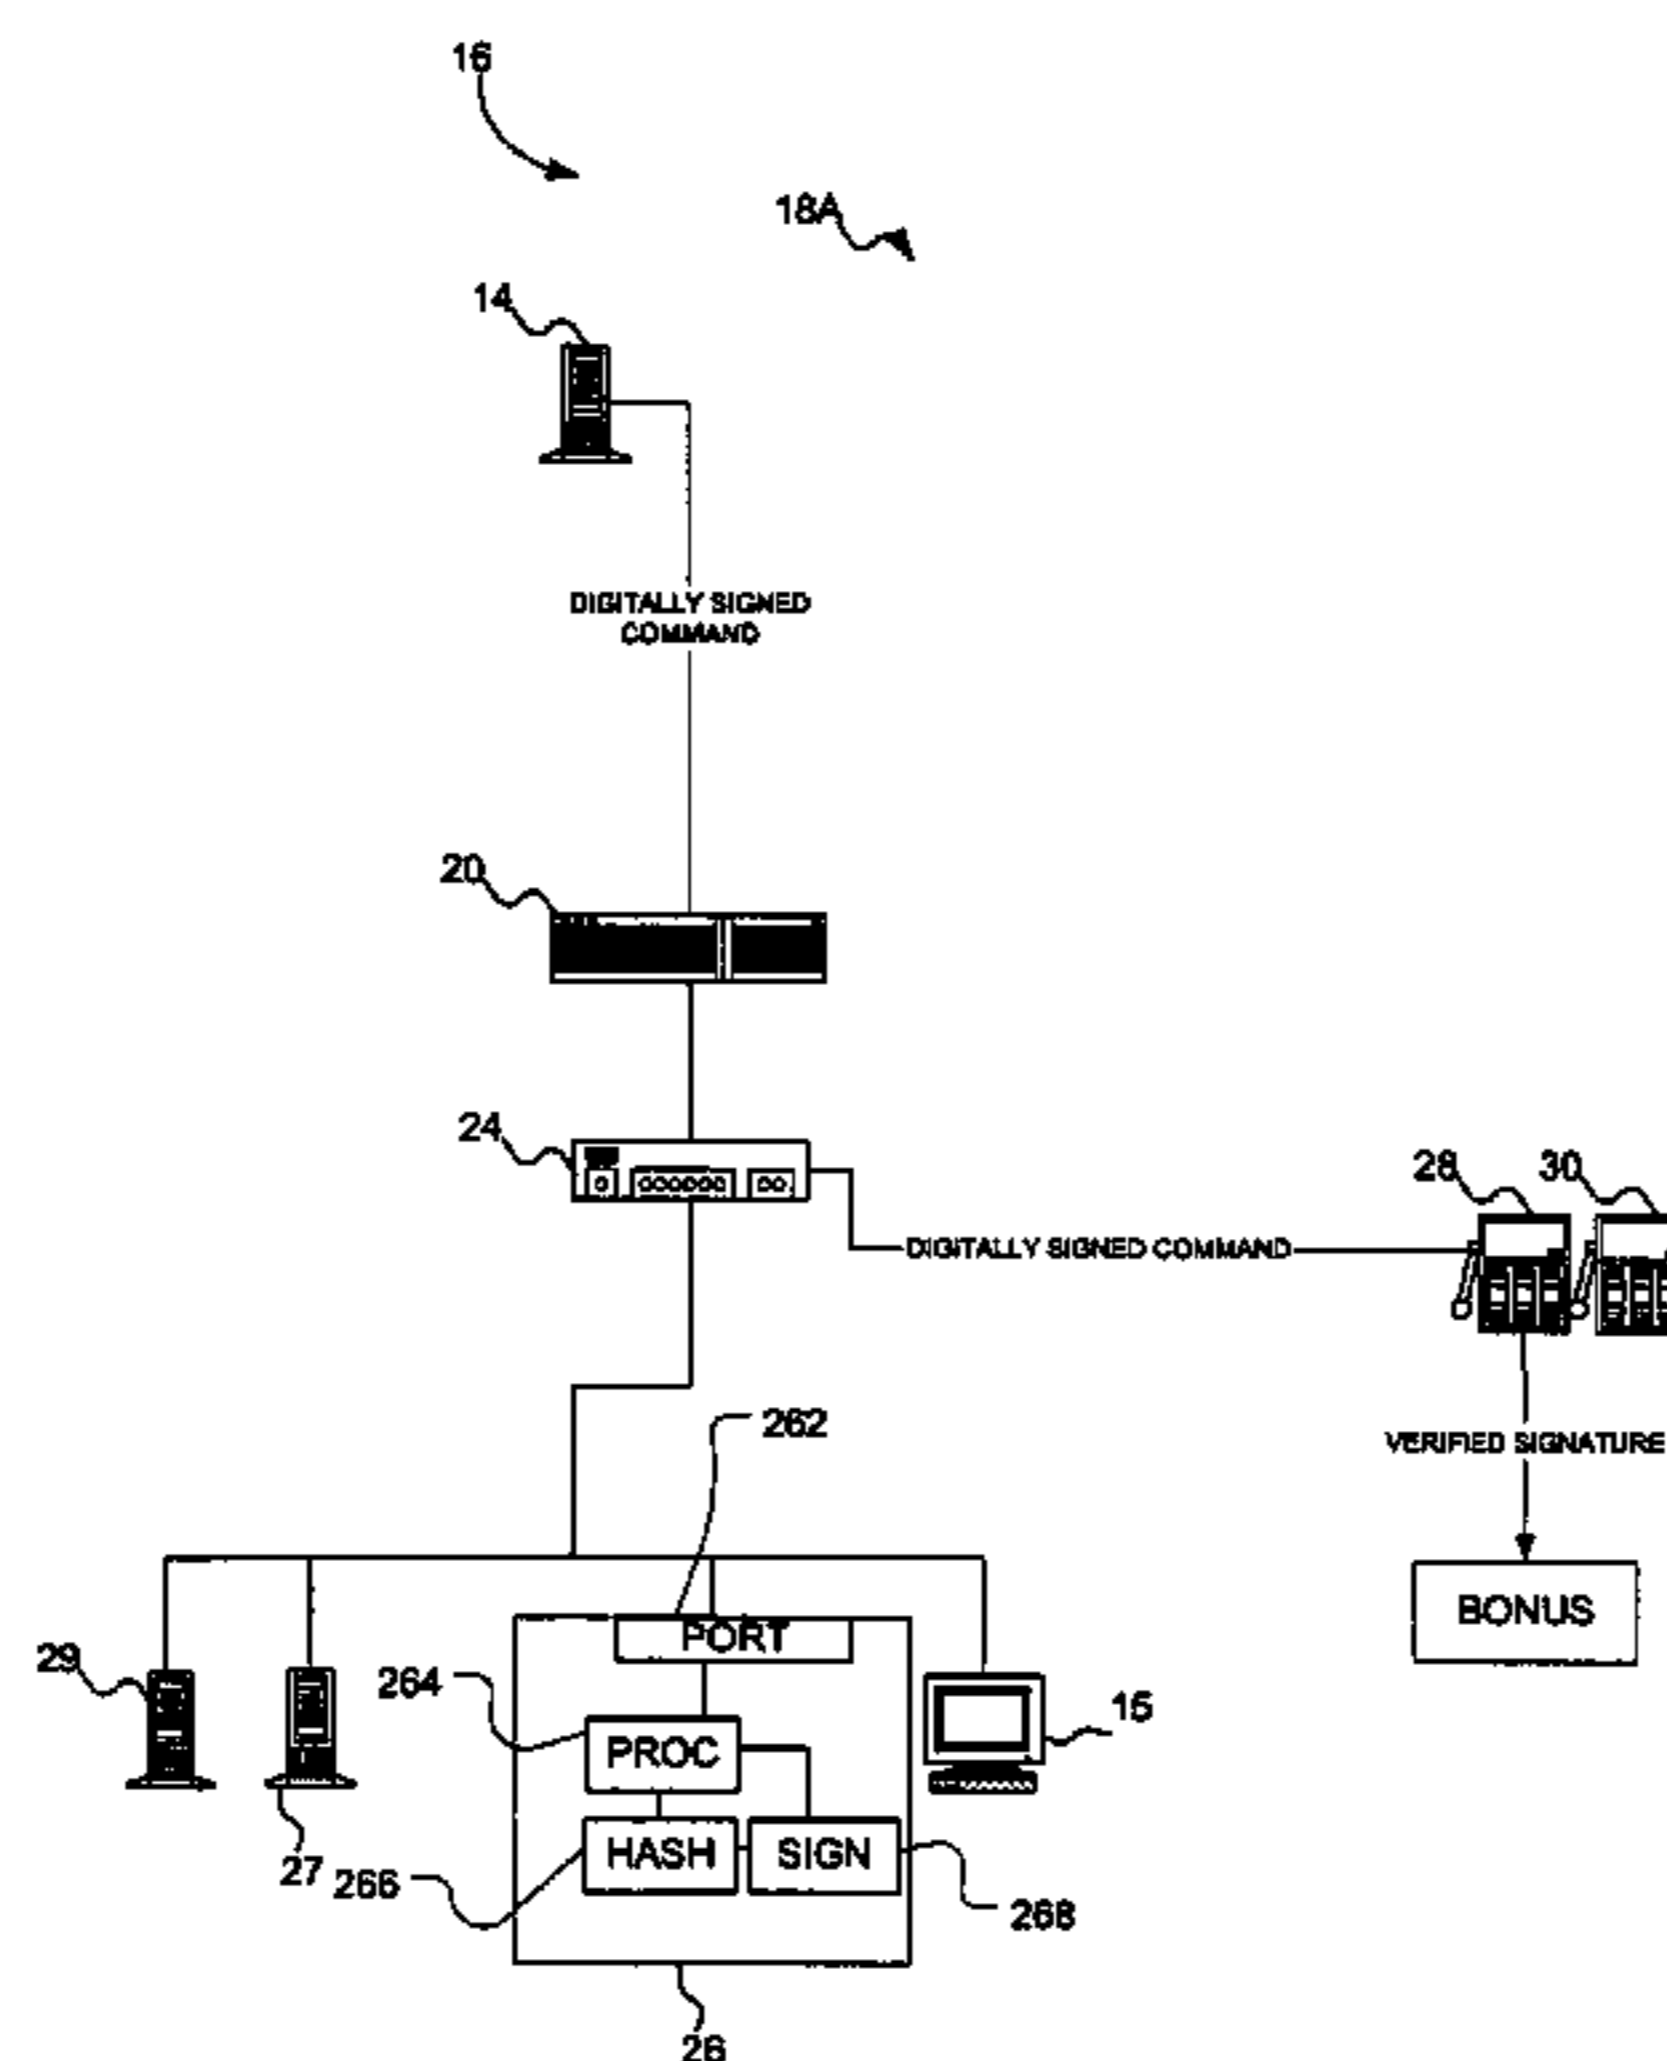 16
18A
14
DIGITALLY SIGNED
COMMAND
20
24
28
30
DIGITALLY SIGNED COMMAND
262
VERIFIED SIGNATURE
BONUS
29
PORT
264
15
PROC
HASH
SIGN
27
266
268
26